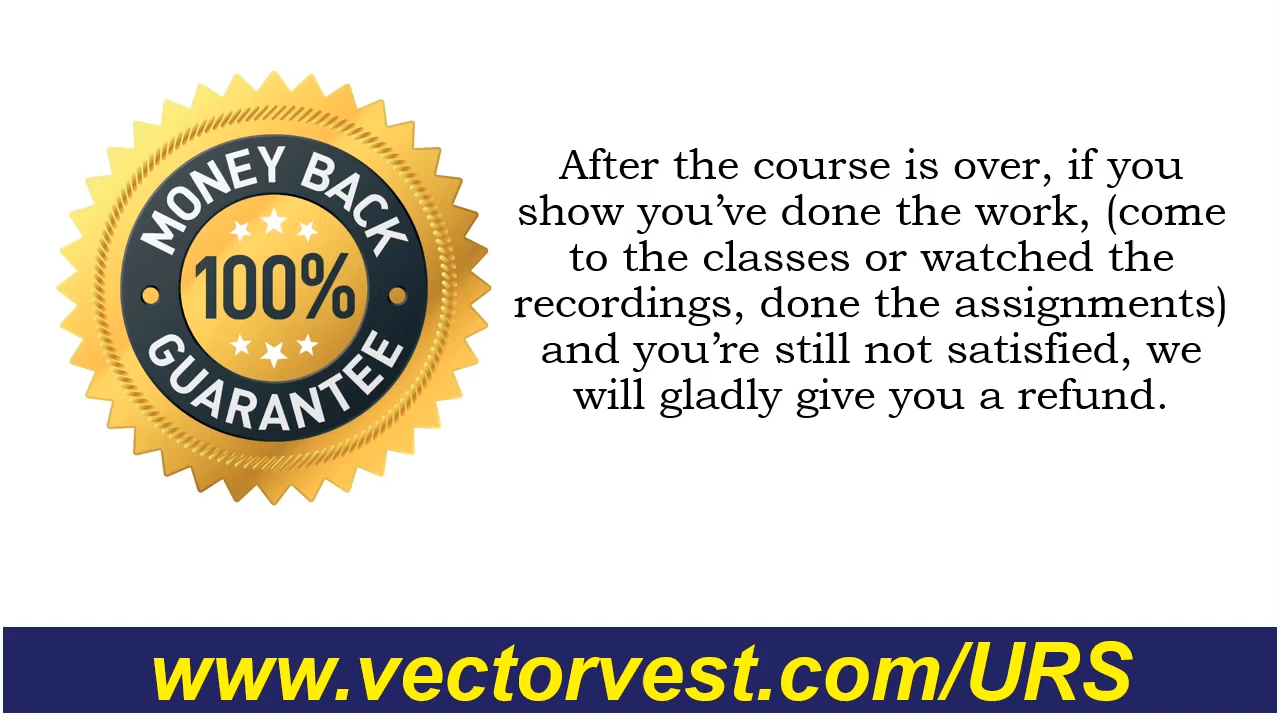 MONEY BACK
100%
GUARANTEE
After the course is over, if you
show you’ve done the work, (come
to the classes or watched the
recordings, done the assignments)
and you’re still not satisfied, we
will gladly give you a refund.
www.vectorvest.com/URS